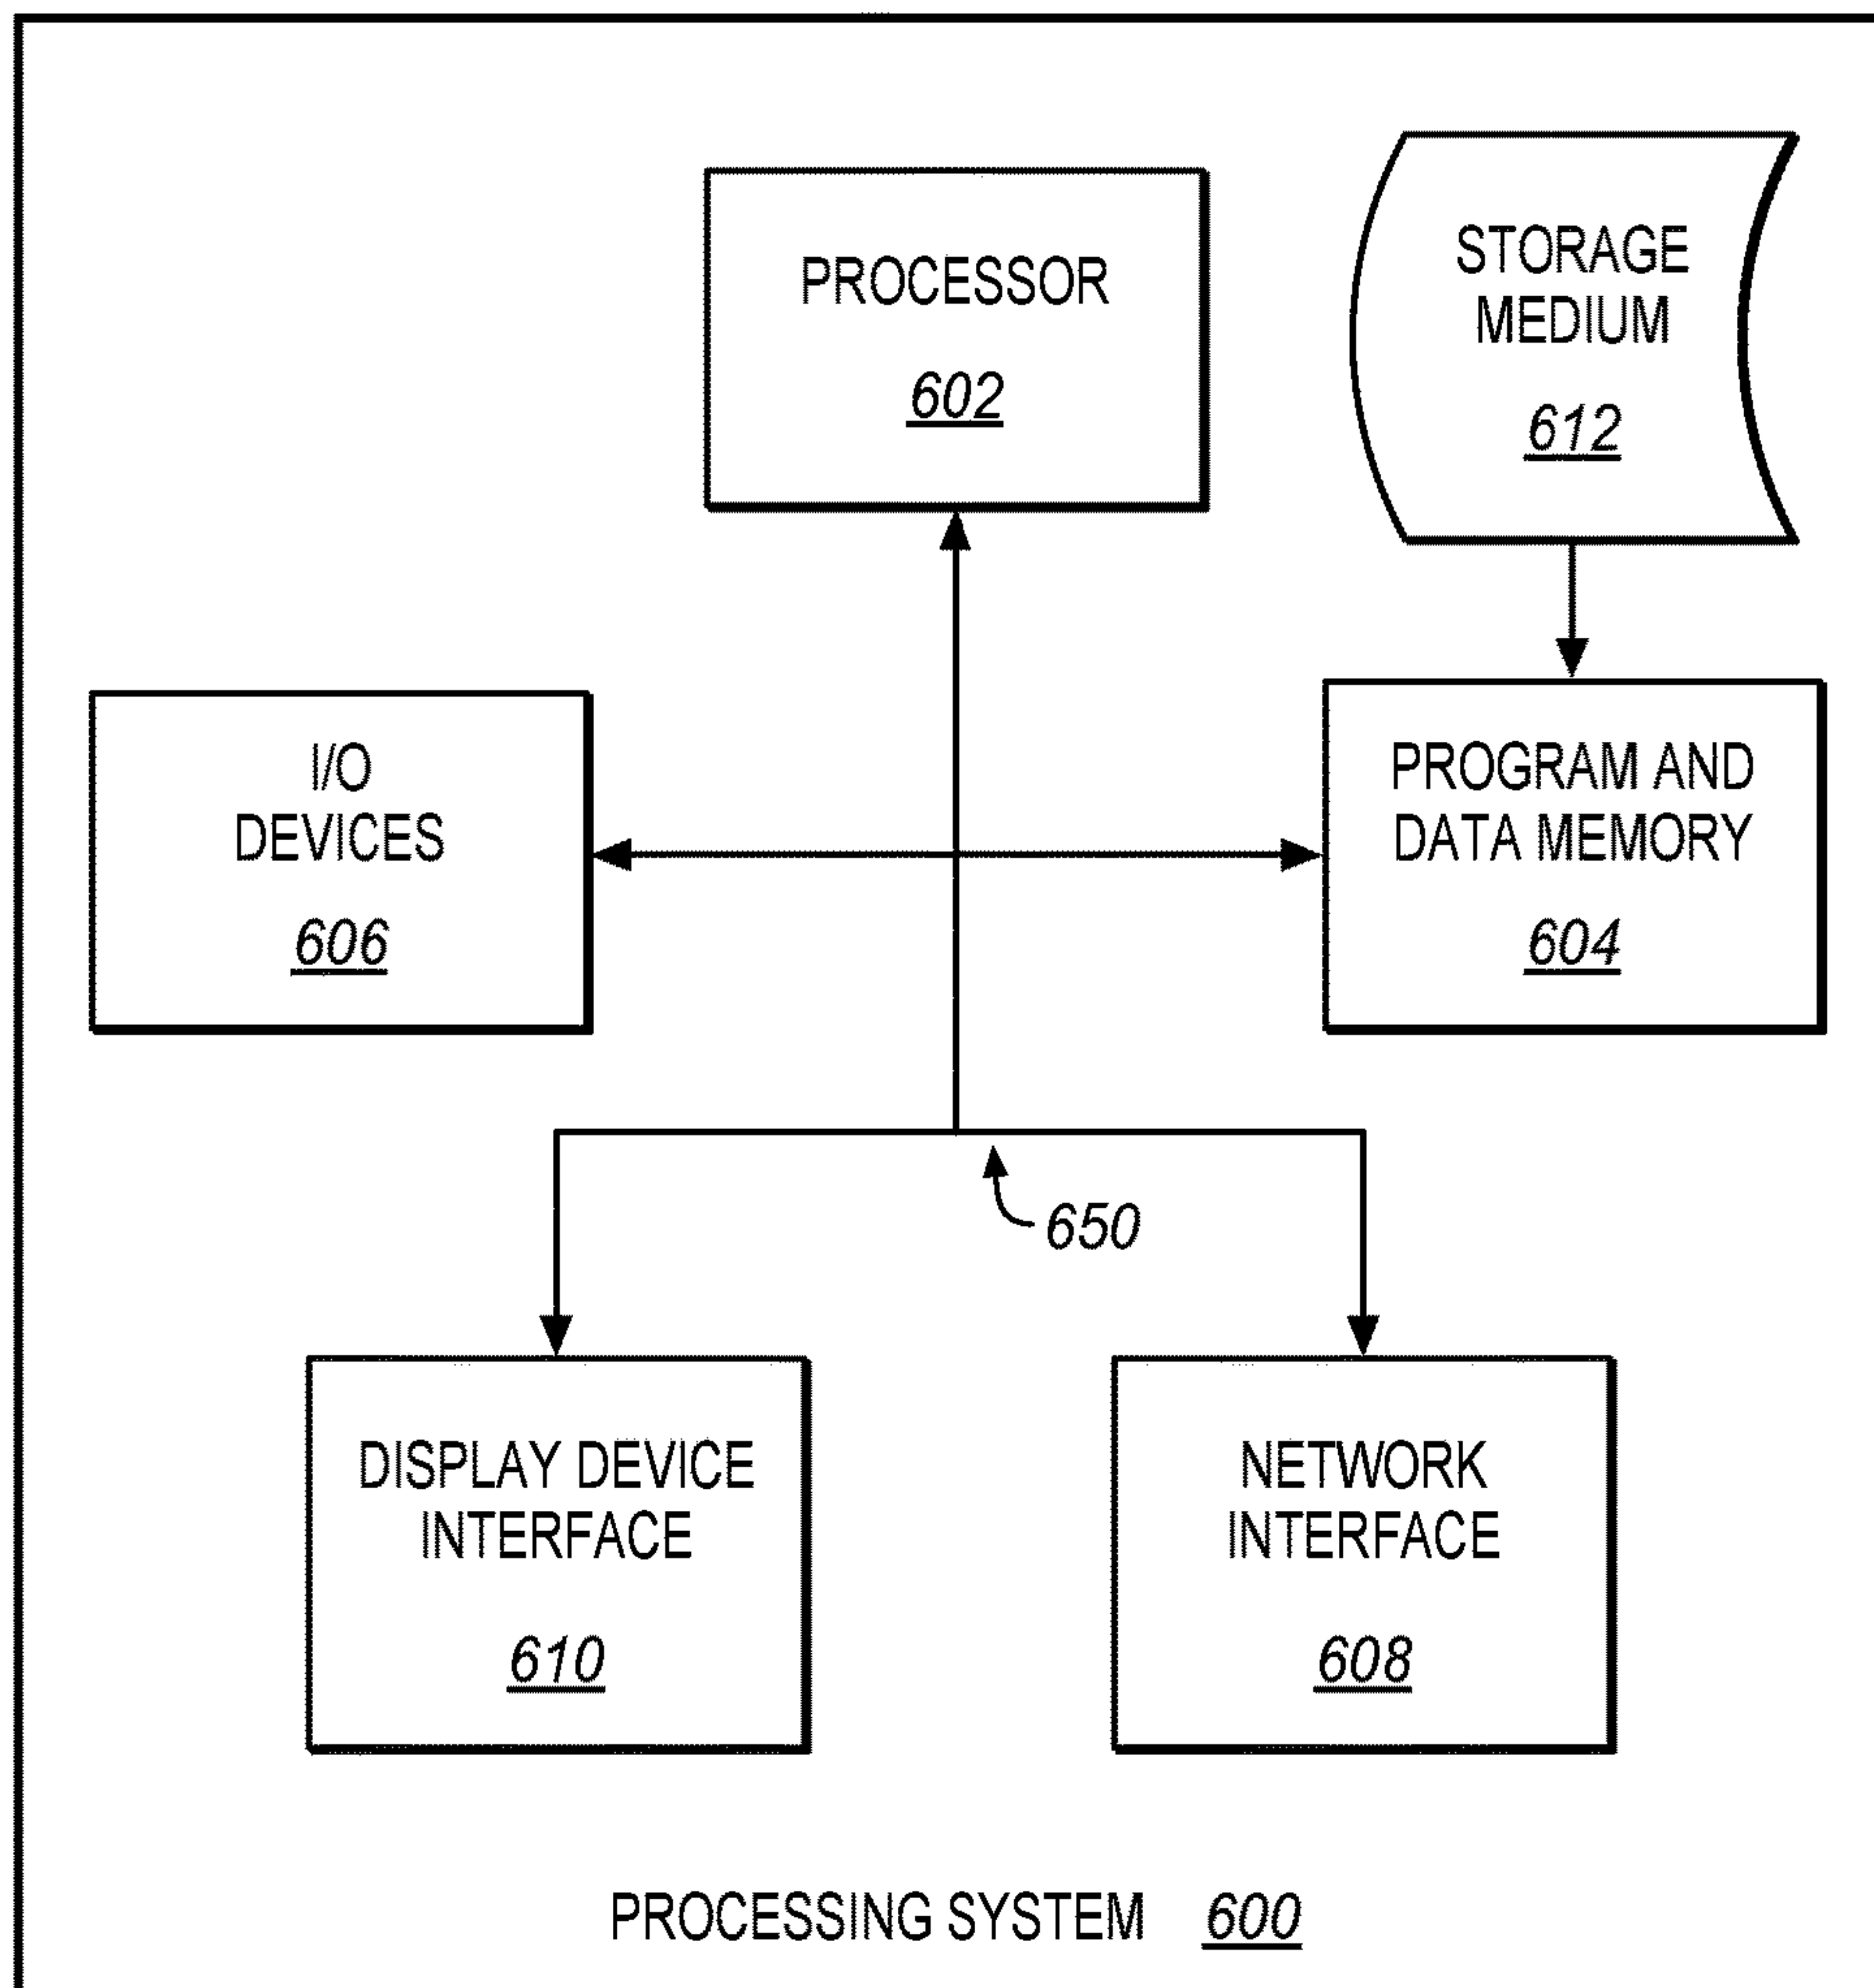 PROCESSOR
602
STORAGE
MEDIUM
612
I/O
DEVICES
606
PROGRAM AND
DATA MEMORY
604
650
DISPLAY DEVICE
INTERFACE
610
NETWORK
INTERFACE
608
PROCESSING SYSTEM 600